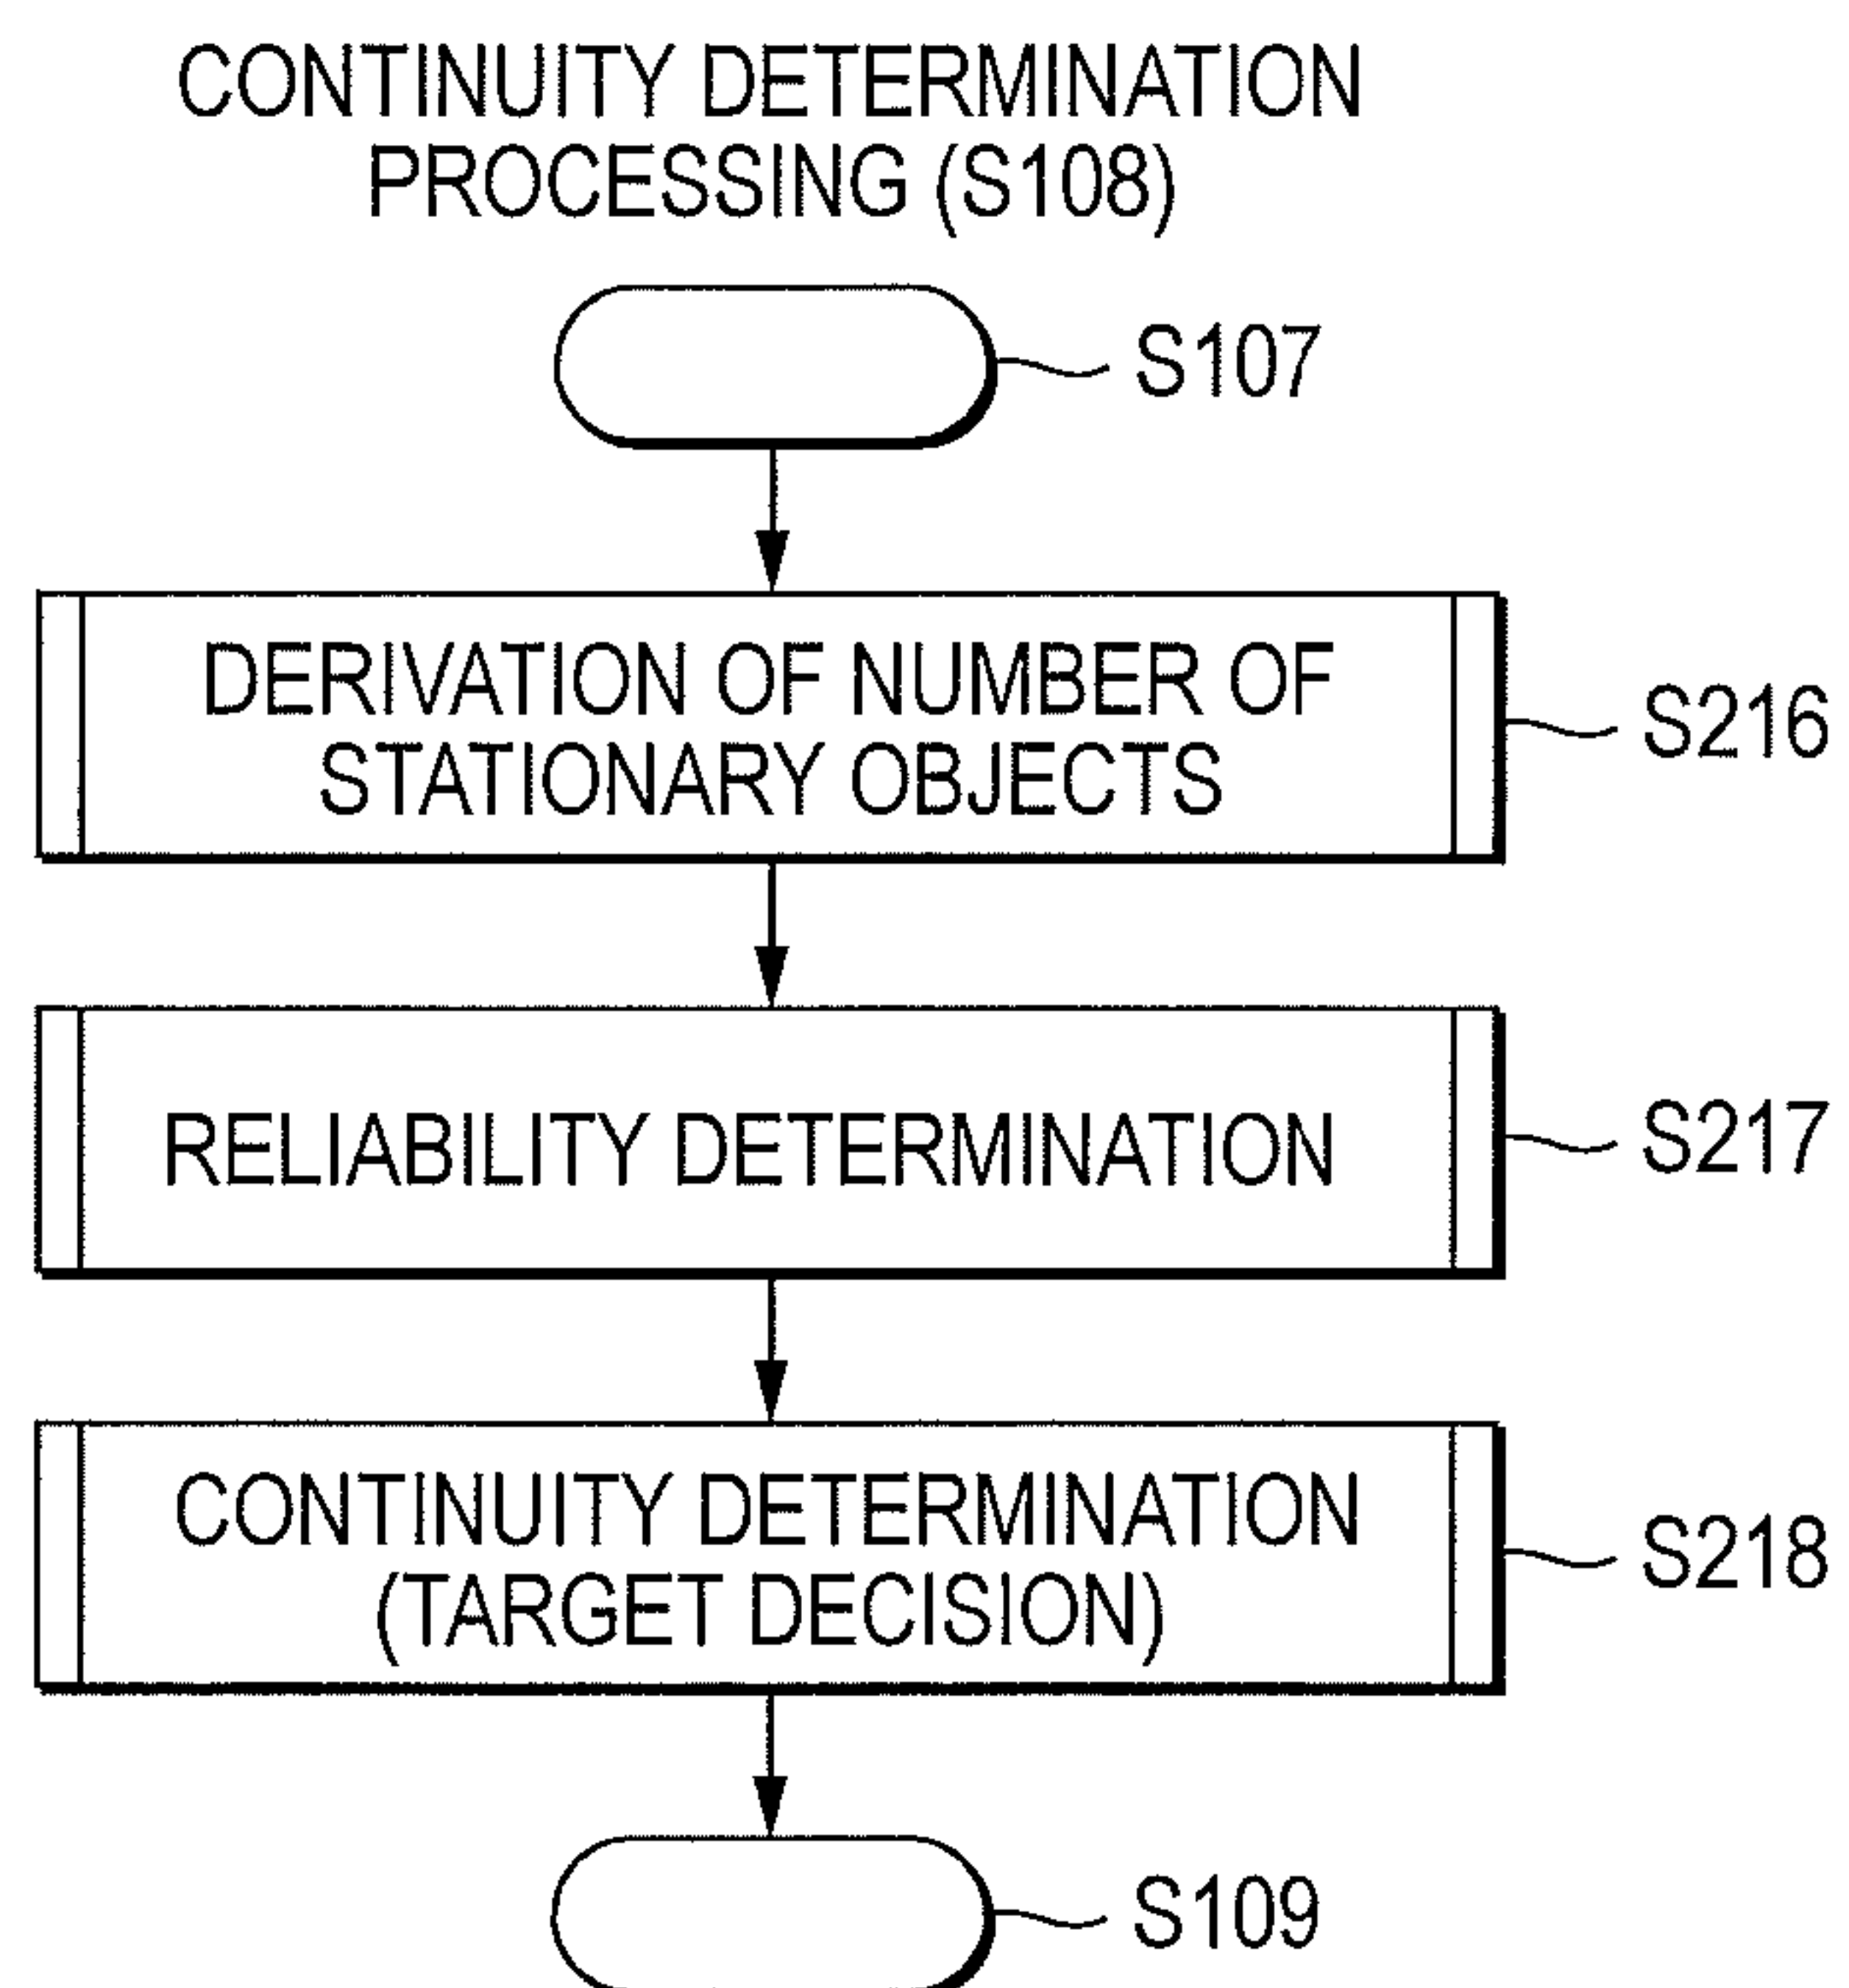 CONTINUITY DETERMINATION
PROCESSING (S108)
S107
DERIVATION OF NUMBER OF
STATIONARY OBJECTS
S216
RELIABILITY DETERMINATION
S217
CONTINUITY DETERMINATION
(TARGET DECISION)
S218
S109